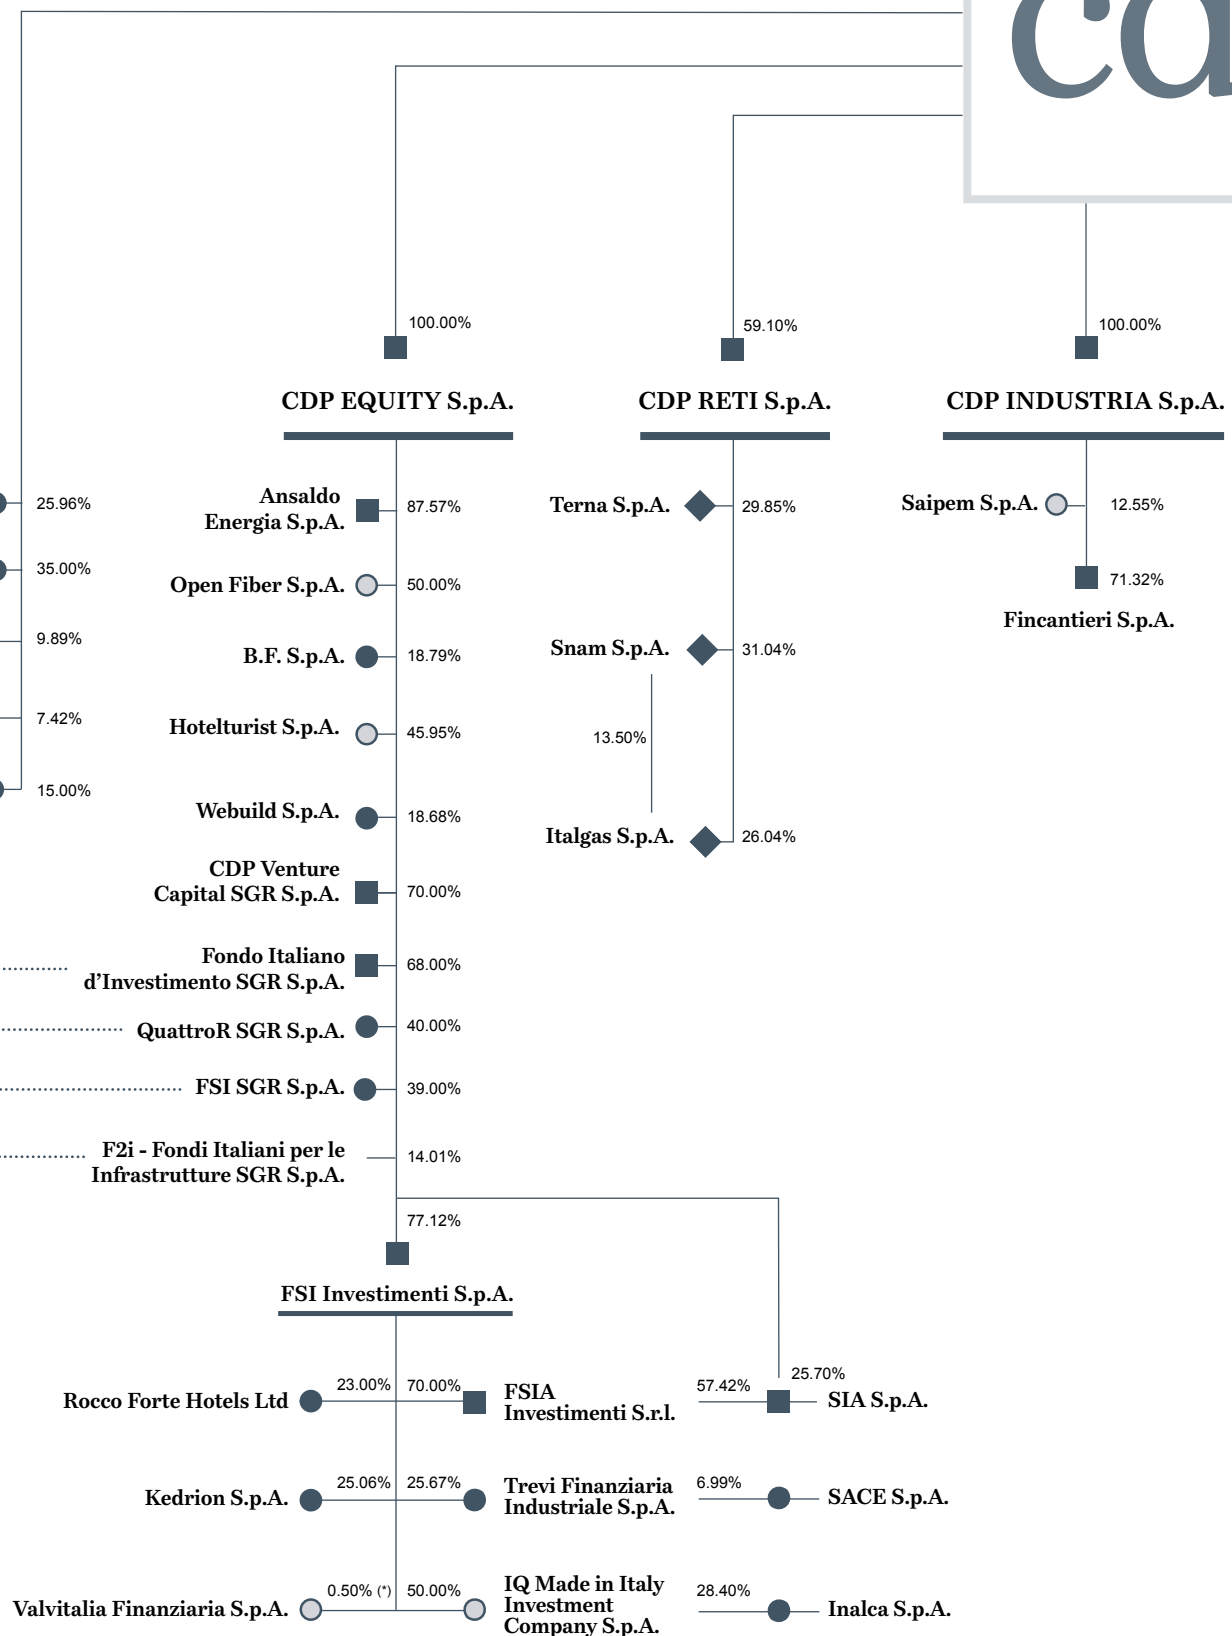 cd
100.00%
59.10%
100.00%
CDP EQUITY S.p.A.
CDP RETI S.p.A.
CDP INDUSTRIA S.p.A.
25.96%
35.00%
9.89%
7.42%
15.00%
Ansaldo
Energia S.p.A.
87.57%
Open Fiber S.p.A.
50.00%
B.F. S.p.A.
18.79%
Hotelturist S.p.A.
45.95%
Webuild S.p.A.
18.68%
CDP Venture
Capital SGR S.p.A.
70.00%
Fondo Italiano
d’Investimento SGR S.p.A.
68.00%
QuattroR SGR S.p.A.
40.00%
FSI SGR S.p.A.
39.00%
F2i - Fondi Italiani per le
Infrastrutture SGR S.p.A.
14.01%
Terna S.p.A.
29.85%
Snam S.p.A.
31.04%
13.50%
Italgas S.p.A.
26.04%
Saipem S.p.A.
12.55%
71.32%
Fincantieri S.p.A.
77.12%
FSI Investimenti S.p.A.
Rocco Forte Hotels Ltd
23.00%
70.00%
FSIA
Investimenti S.r.l.
57.42%
25.70%
SIA S.p.A.
Kedrion S.p.A.
25.06%
25.67%
Trevi Finanziaria
Industriale S.p.A.
6.99%
SACE S.p.A.
Valvitalia Finanziaria S.p.A.
0.50% (*)
50.00%
IQ Made in Italy
Investment
Company S.p.A.
28.40%
Inalca S.p.A.